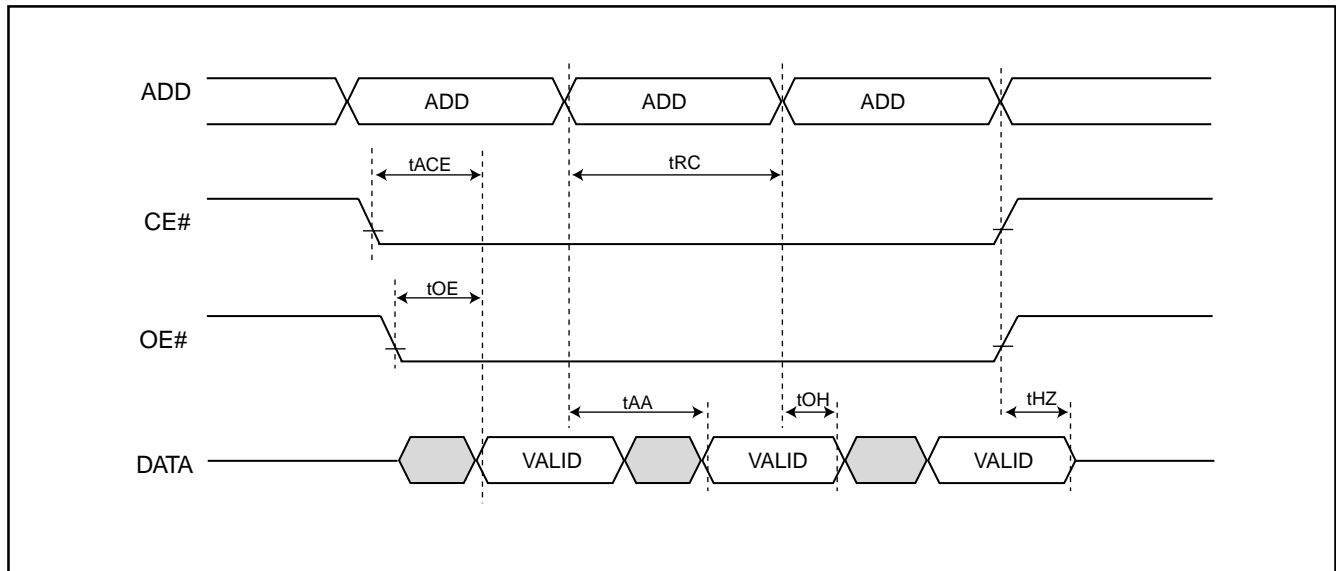 ADD ADD ADD ADD
tACE tRC
CE#
tOE
OE#
tAA tOH tHZ
DATA VALID VALID VALID